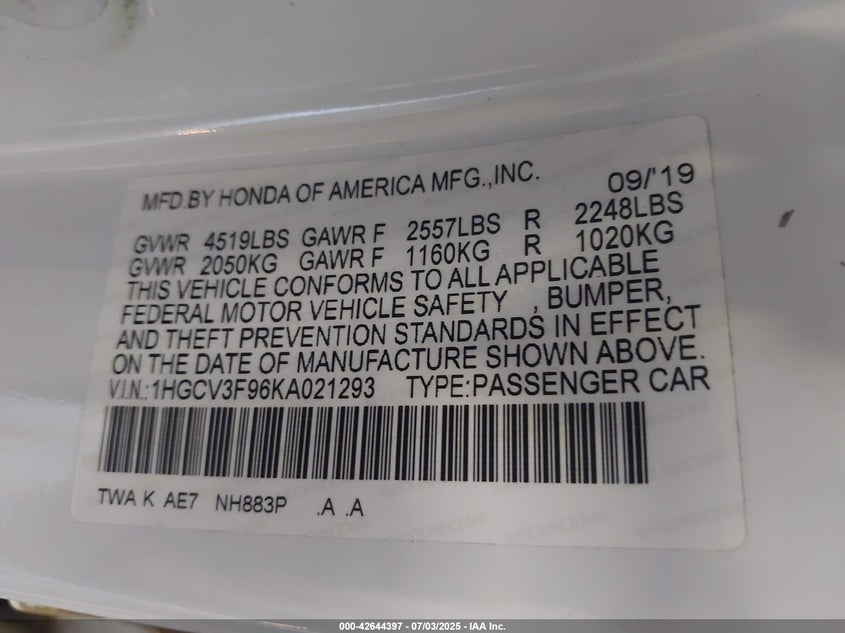 MFD.BY HONDA OF AMERICA MFG.,INC. 09/'19
GVWR 4519LBS GAWR F 2557LBS R 2248LBS
GVWR 2050KG GAWR F 1160KG R 1020KG
THIS VEHICLE CONFORMS TO ALL APPLICABLE
FEDERAL MOTOR VEHICLE SAFETY , BUMPER,
AND THEFT PREVENTION STANDARDS IN EFFECT
ON THE DATE OF MANUFACTURE SHOWN ABOVE.
V.I.N.:1HGCV3F96KA021293 TYPE:PASSENGER CAR
TWA K AE7 NH883P .A .A
000-42644397 - 07/03/2025 - IAA Inc.